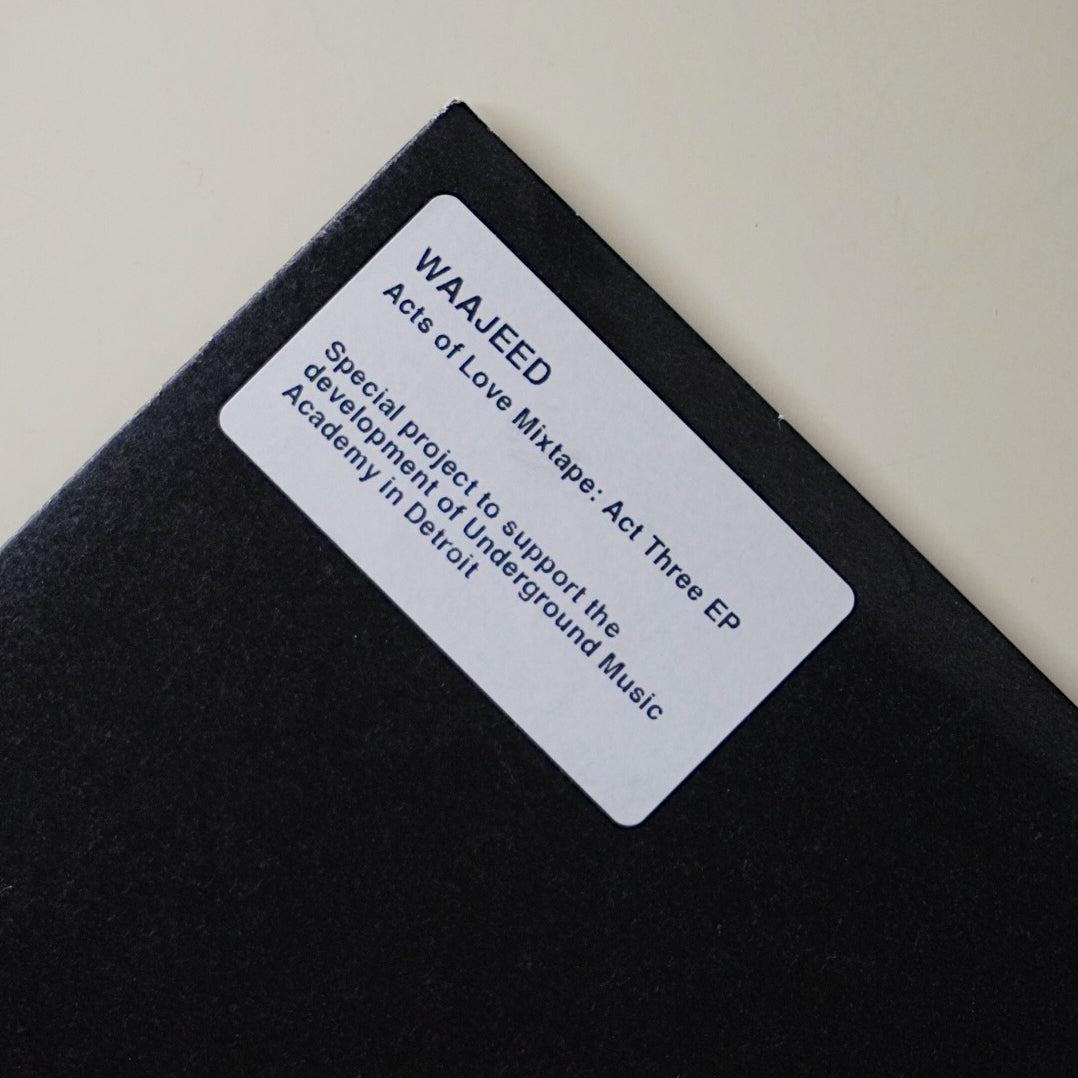 WAAJEED
Acts of Love Mixtape: Act Three EP
Special project to support the
development of Underground Music
Academy in Detroit